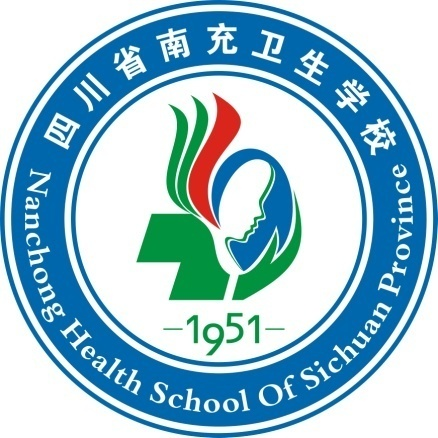 四川省南充卫生学校
Nanchong Health School Of Sichuan Province
-1951-